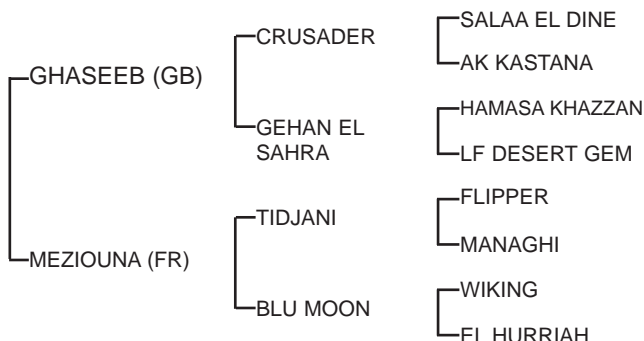 SALAA EL DINE
CRUSADER
AK KASTANA
GHASEEB (GB)
HAMASA KHAZZAN
GEHAN EL
SAHRA
LF DESERT GEM
FLIPPER
TIDJANI
MANAGHI
MEZIOUNA (FR)
WIKING
BLU MOON
EL HURRIAH